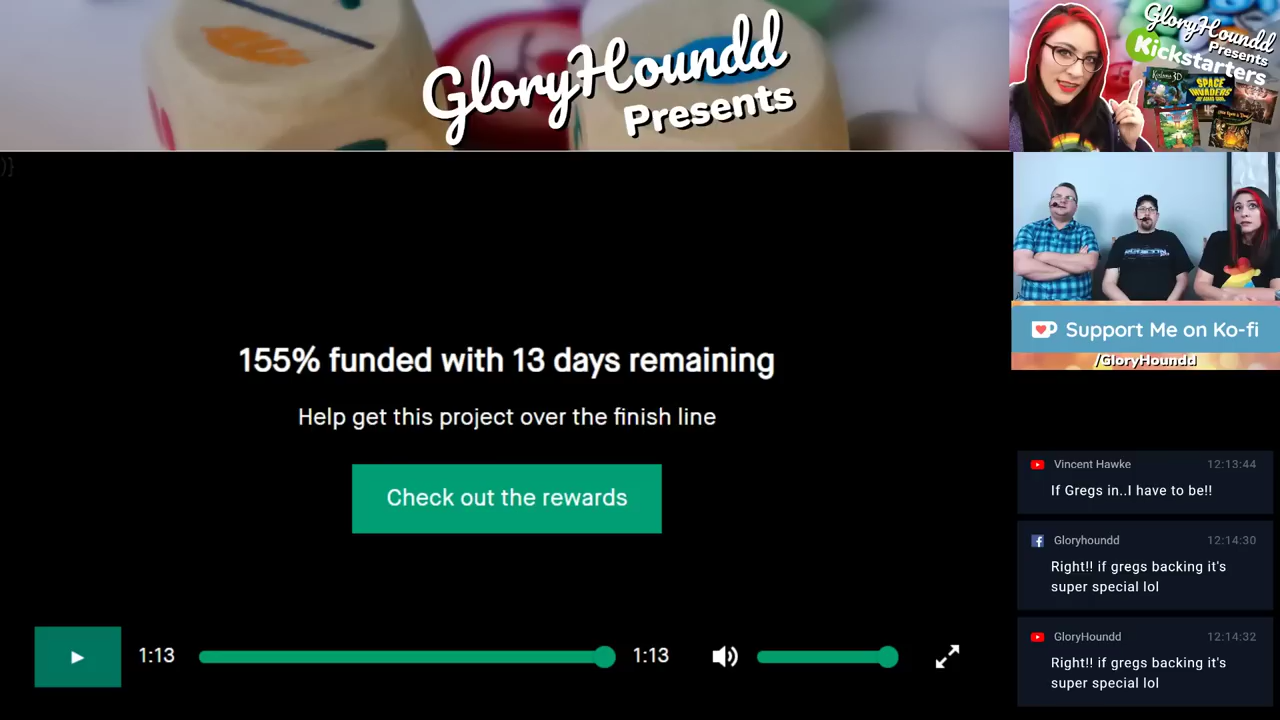 GloryHoundd
Presents
GloryHoundd
Presents
Kickstarters
SPACE
INVADERS
)}
155% funded with 13 days remaining
Help get this project over the finish line
Check out the rewards
1:13
1:13
Support Me on Ko-fi
/GloryHoundd
Vincent Hawke 12:13:44
If Gregs in..I have to be!!
Gloryhoundd 12:14:30
Right!! if gregs backing it's
super special lol
GloryHoundd 12:14:32
Right!! if gregs backing it's
super special lol